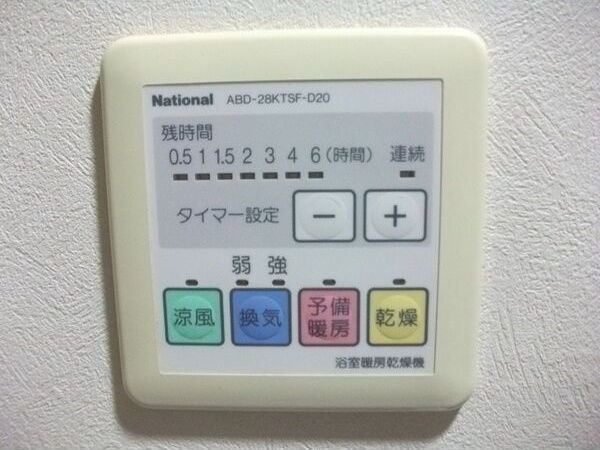 National ABD-28KTSF-D20
残時間
0.5 1 1.5 2 3 4 6 (時間) 連続
タイマー設定 − +
弱 強
涼風 換気 予備暖房 乾燥
浴室暖房乾燥機